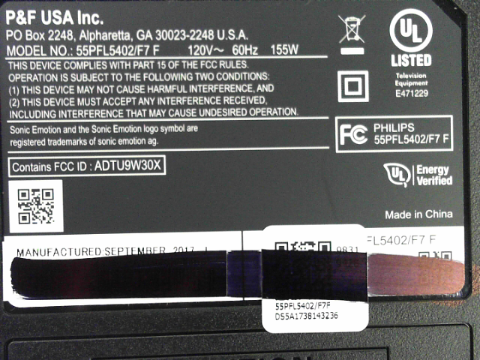 P&F USA Inc.
PO Box 2248, Alpharetta, GA 30023-2248 U.S.A.
MODEL NO.: 55PFL5402/F7 F 120V~ 60Hz 155W
THIS DEVICE COMPLIES WITH PART 15 OF THE FCC RULES.
OPERATION IS SUBJECT TO THE FOLLOWING TWO CONDITIONS:
(1) THIS DEVICE MAY NOT CAUSE HARMFUL INTERFERENCE, AND
(2) THIS DEVICE MUST ACCEPT ANY INTERFERENCE RECEIVED,
INCLUDING INTERFERENCE THAT MAY CAUSE UNDESIRED OPERATION.
Sonic Emotion and the Sonic Emotion logo symbol are
registered trademarks of sonic emotion ag.
Contains FCC ID : ADTU9W30X
UL
LISTED
Television
Equipment
E471229
FC PHILIPS
55PFL5402/F7 F
UL Energy
Verified
Made in China
MANUFACTURED SEPTEMBER 2017
9831
FL5402/F7 F
55PFL5402/F7F
DS5A1738143236